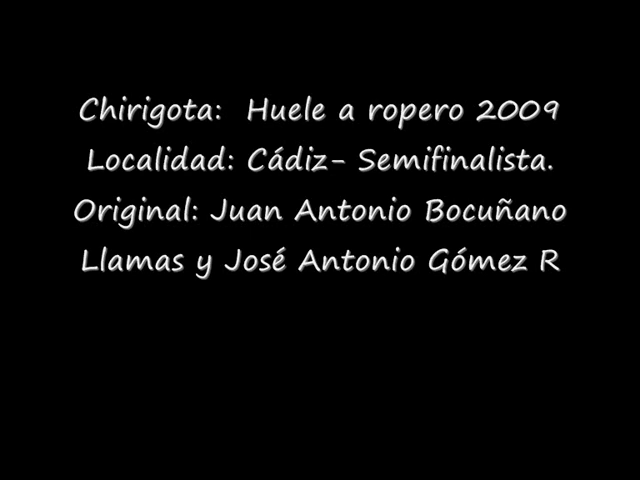 Chirigota: Huele a ropero 2009
Localidad: Cádiz- Semifinalista.
Original: Juan Antonio Bocuñano
Llamas y José Antonio Gómez R